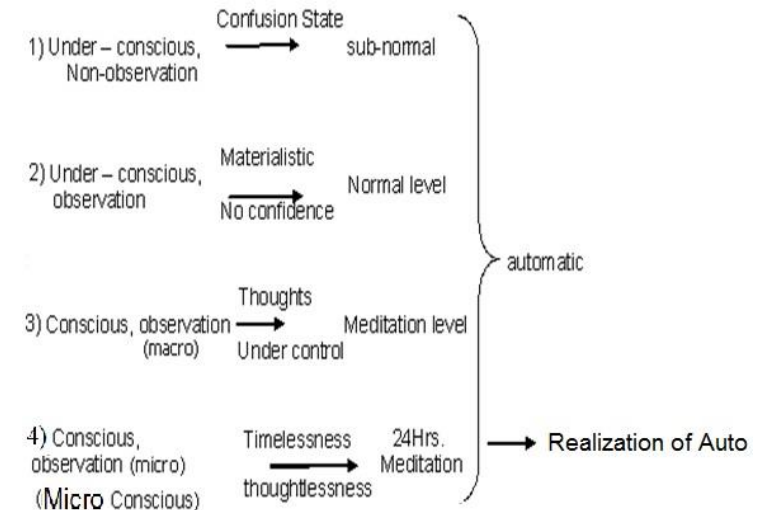 Confusion State
1) Under – conscious, sub-normal
Non-observation
Materialistic
2) Under – conscious, Normal level
observation
No confidence
automatic
Thoughts
3) Conscious, observation Meditation level
(macro) Under control
4) Conscious, Timelessness 24Hrs. Realization of Auto
observation (micro) Meditation
thoughtlessness
(Micro Conscious)